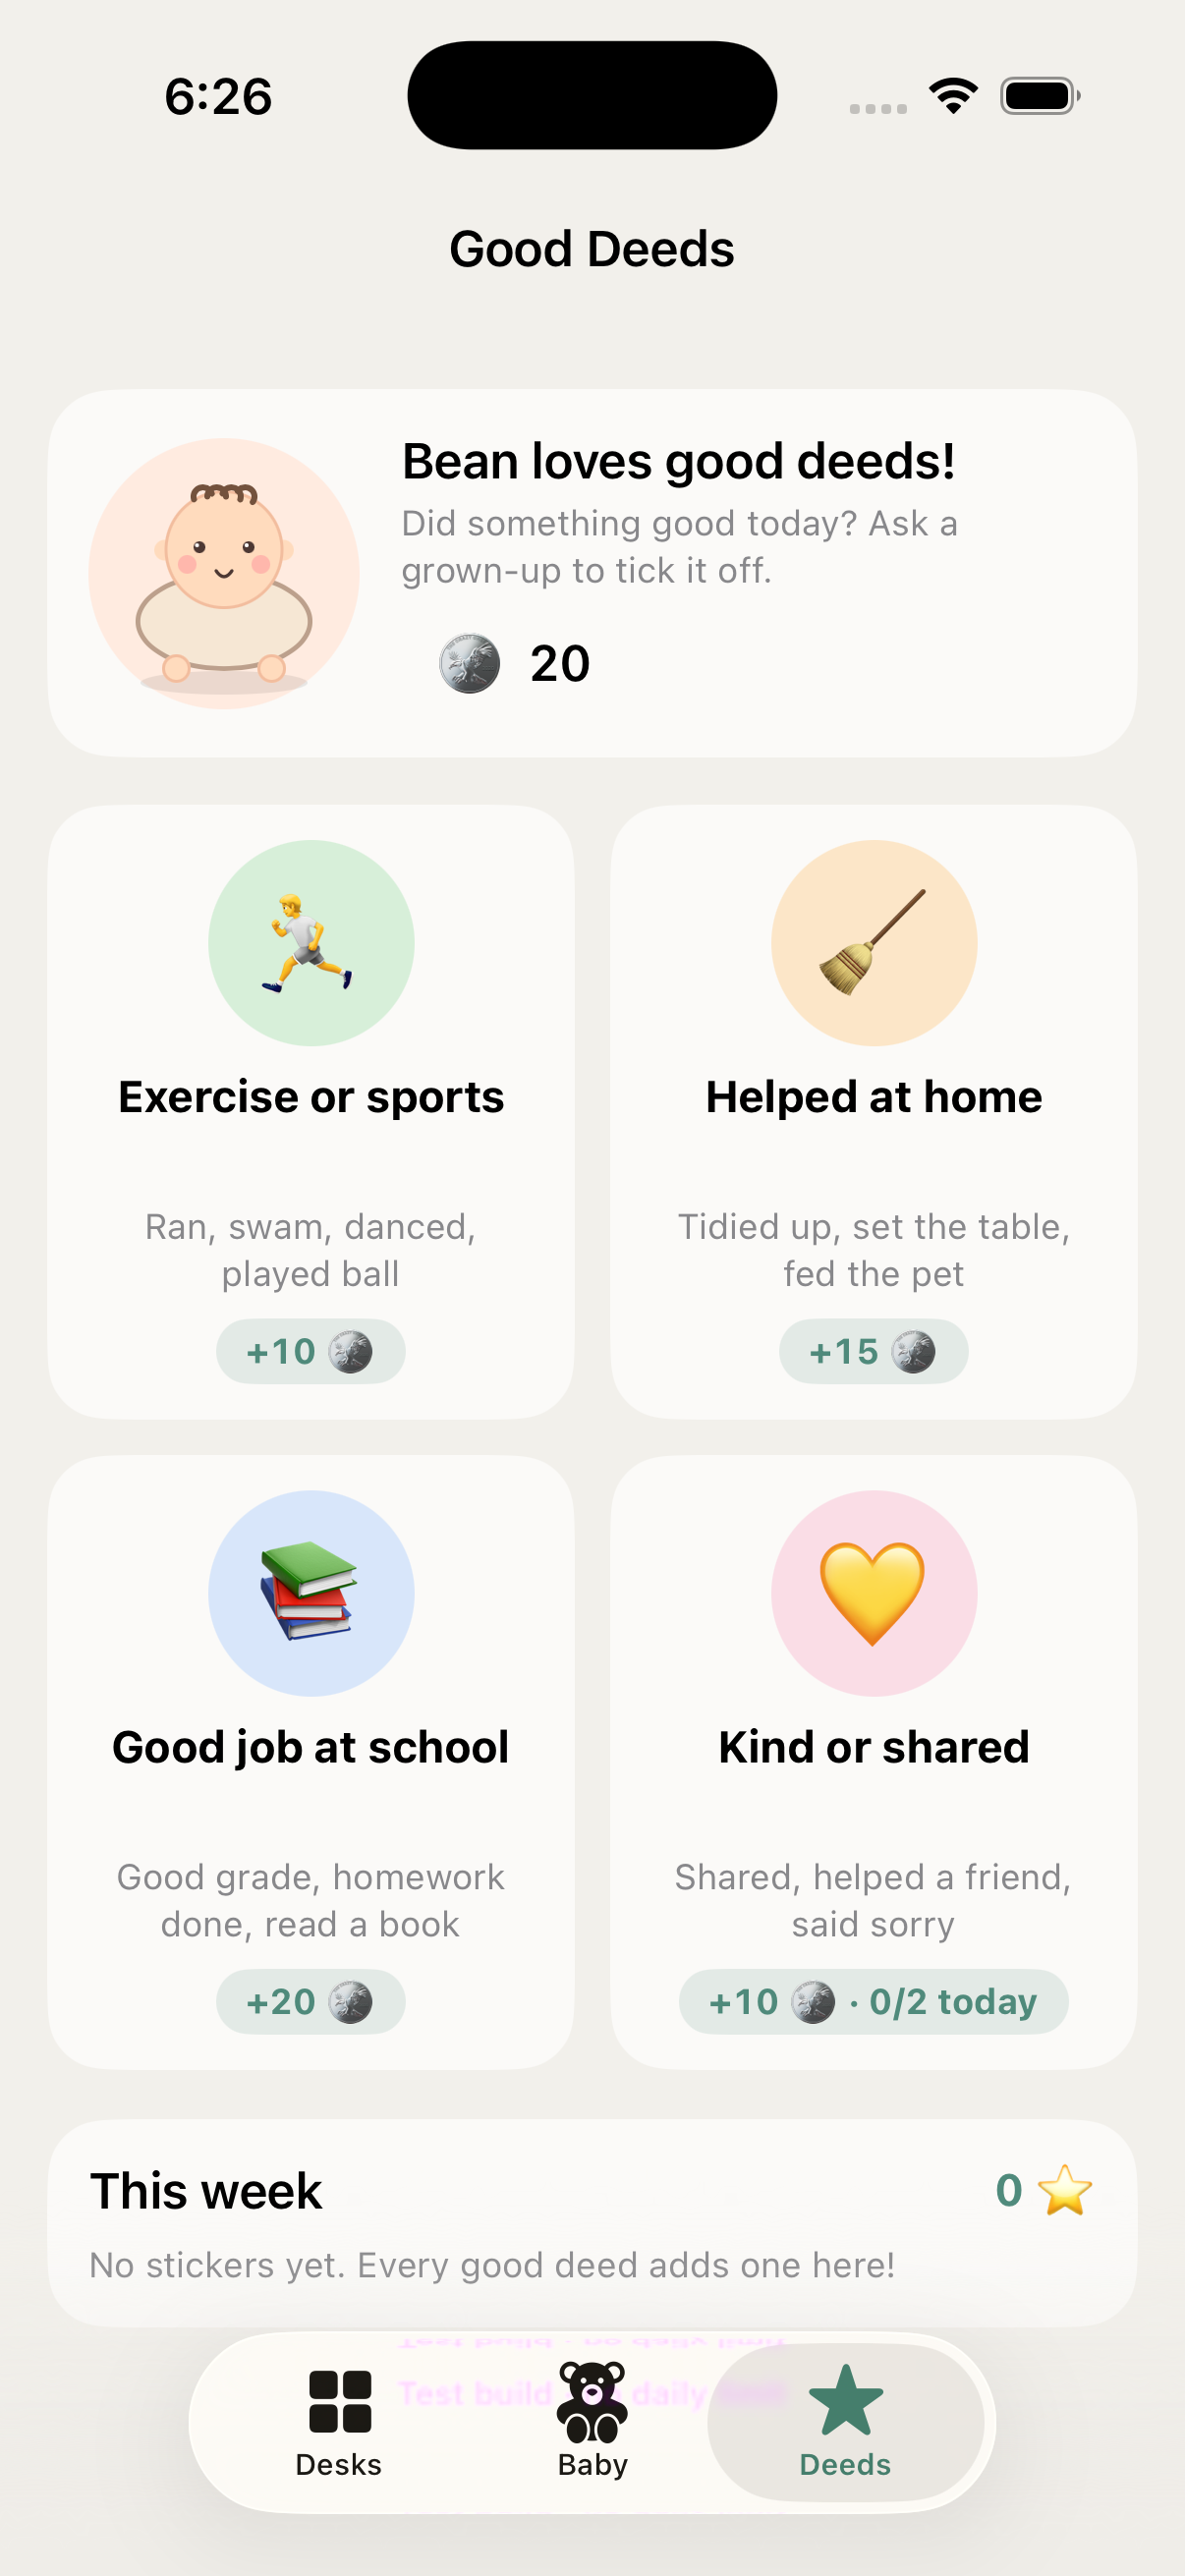 6:26
Good Deeds
Bean loves good deeds!
Did something good today? Ask a
grown-up to tick it off.
20
Exercise or sports
Ran, swam, danced,
played ball
+10
Helped at home
Tidied up, set the table,
fed the pet
+15
Good job at school
Good grade, homework
done, read a book
+20
Kind or shared
Shared, helped a friend,
said sorry
+10 · 0/2 today
This week
0
No stickers yet. Every good deed adds one here!
Test build daily
Desks
Baby
Deeds